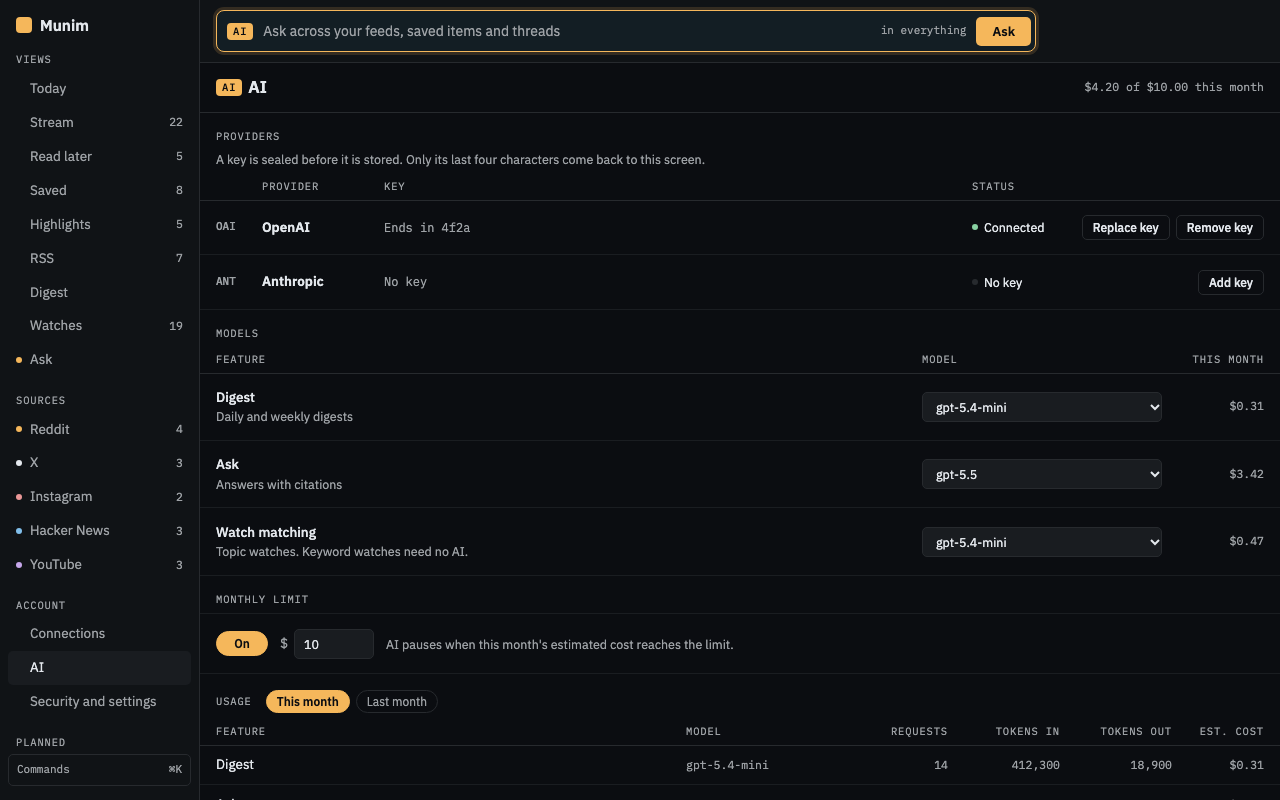 Munim
VIEWS
Today
Stream 22
Read later 5
Saved 8
Highlights 5
RSS 7
Digest
Watches 19
Ask
SOURCES
Reddit 4
X 3
Instagram 2
Hacker News 3
YouTube 3
ACCOUNT
Connections
AI
Security and settings
PLANNED
Commands ⌘K
AI Ask across your feeds, saved items and threads in everything Ask
AI AI $4.20 of $10.00 this month
PROVIDERS
A key is sealed before it is stored. Only its last four characters come back to this screen.
PROVIDER KEY STATUS
OAI OpenAI Ends in 4f2a Connected Replace key Remove key
ANT Anthropic No key No key Add key
MODELS
FEATURE MODEL THIS MONTH
Digest
Daily and weekly digests
gpt-5.4-mini $0.31
Ask
Answers with citations
gpt-5.5 $3.42
Watch matching
Topic watches. Keyword watches need no AI.
gpt-5.4-mini $0.47
MONTHLY LIMIT
On $ 10 AI pauses when this month's estimated cost reaches the limit.
USAGE This month Last month
FEATURE MODEL REQUESTS TOKENS IN TOKENS OUT EST. COST
Digest gpt-5.4-mini 14 412,300 18,900 $0.31